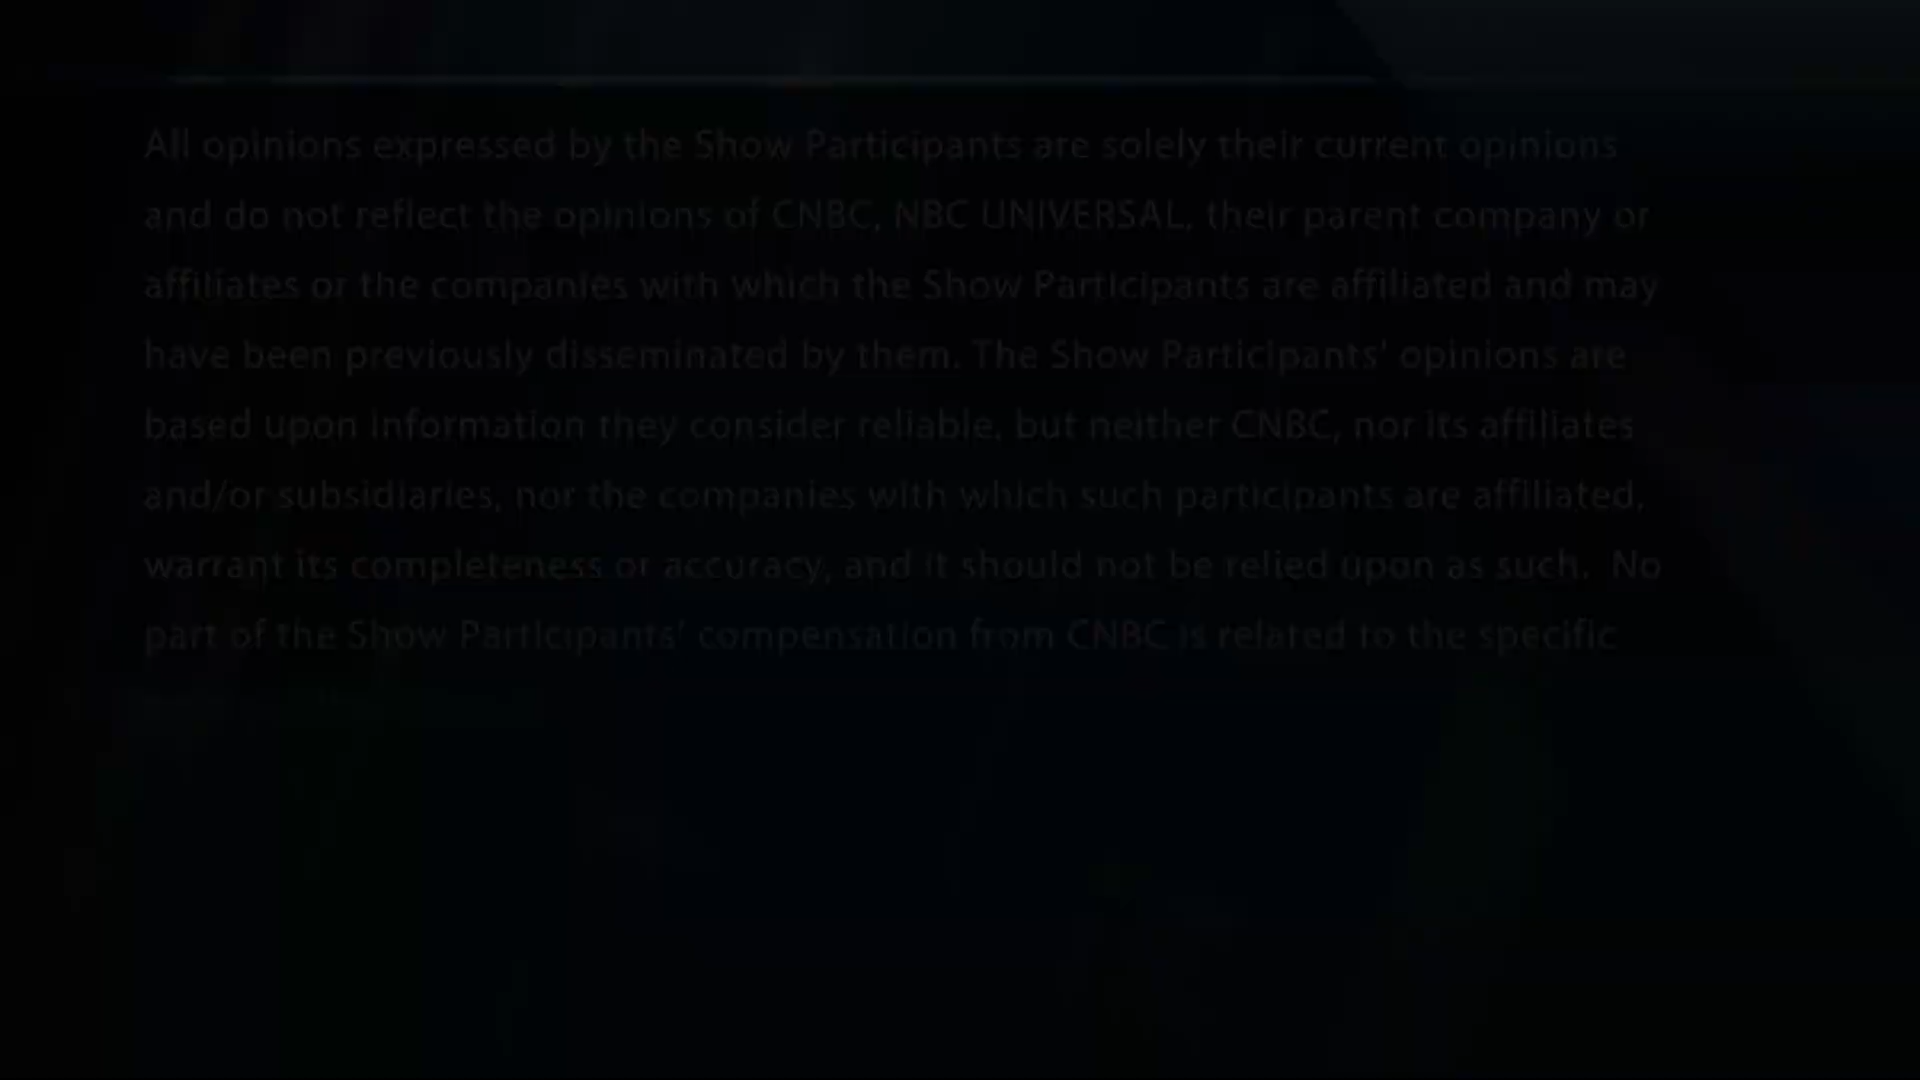 All opinions expressed by the Show Participants are solely their current opinions
and do not reflect the opinions of CNBC, NBC UNIVERSAL, their parent company or
affiliates or the companies with which the Show Participants are affiliated and may
have been previously disseminated by them. The Show Participants' opinions are
based upon information they consider reliable, but neither CNBC, nor its affiliates
and/or subsidiaries, nor the companies with which such participants are affiliated,
warrant its completeness or accuracy, and it should not be relied upon as such.  No
part of the Show Participants' compensation from CNBC is related to the specific